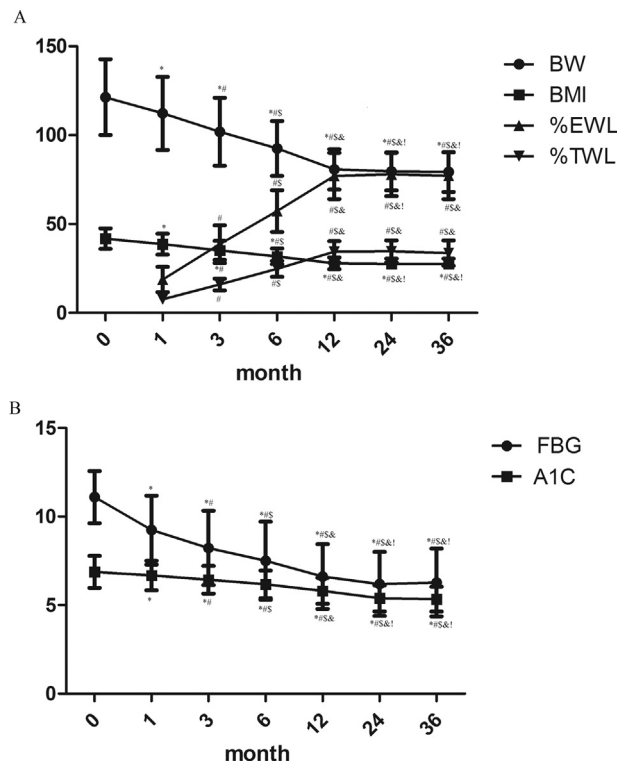 A
150
100
50
0
BW
BMI
%EWL
%TWL
* *# *#$ *#$& *#$&! *#$&!
#$
# #$& #$&! #$&
* *#$ #$& #$& #$&
*# #$ *#$& *#$&! *#$&!
#
0 1 3 6 12 24 36
month
B
15
10
5
0
FBG
A1C
* *# *#$ *#$& *#$&! *#$&!
* *# *#$ *#$& *#$&! *#$&!
0 1 3 6 12 24 36
month